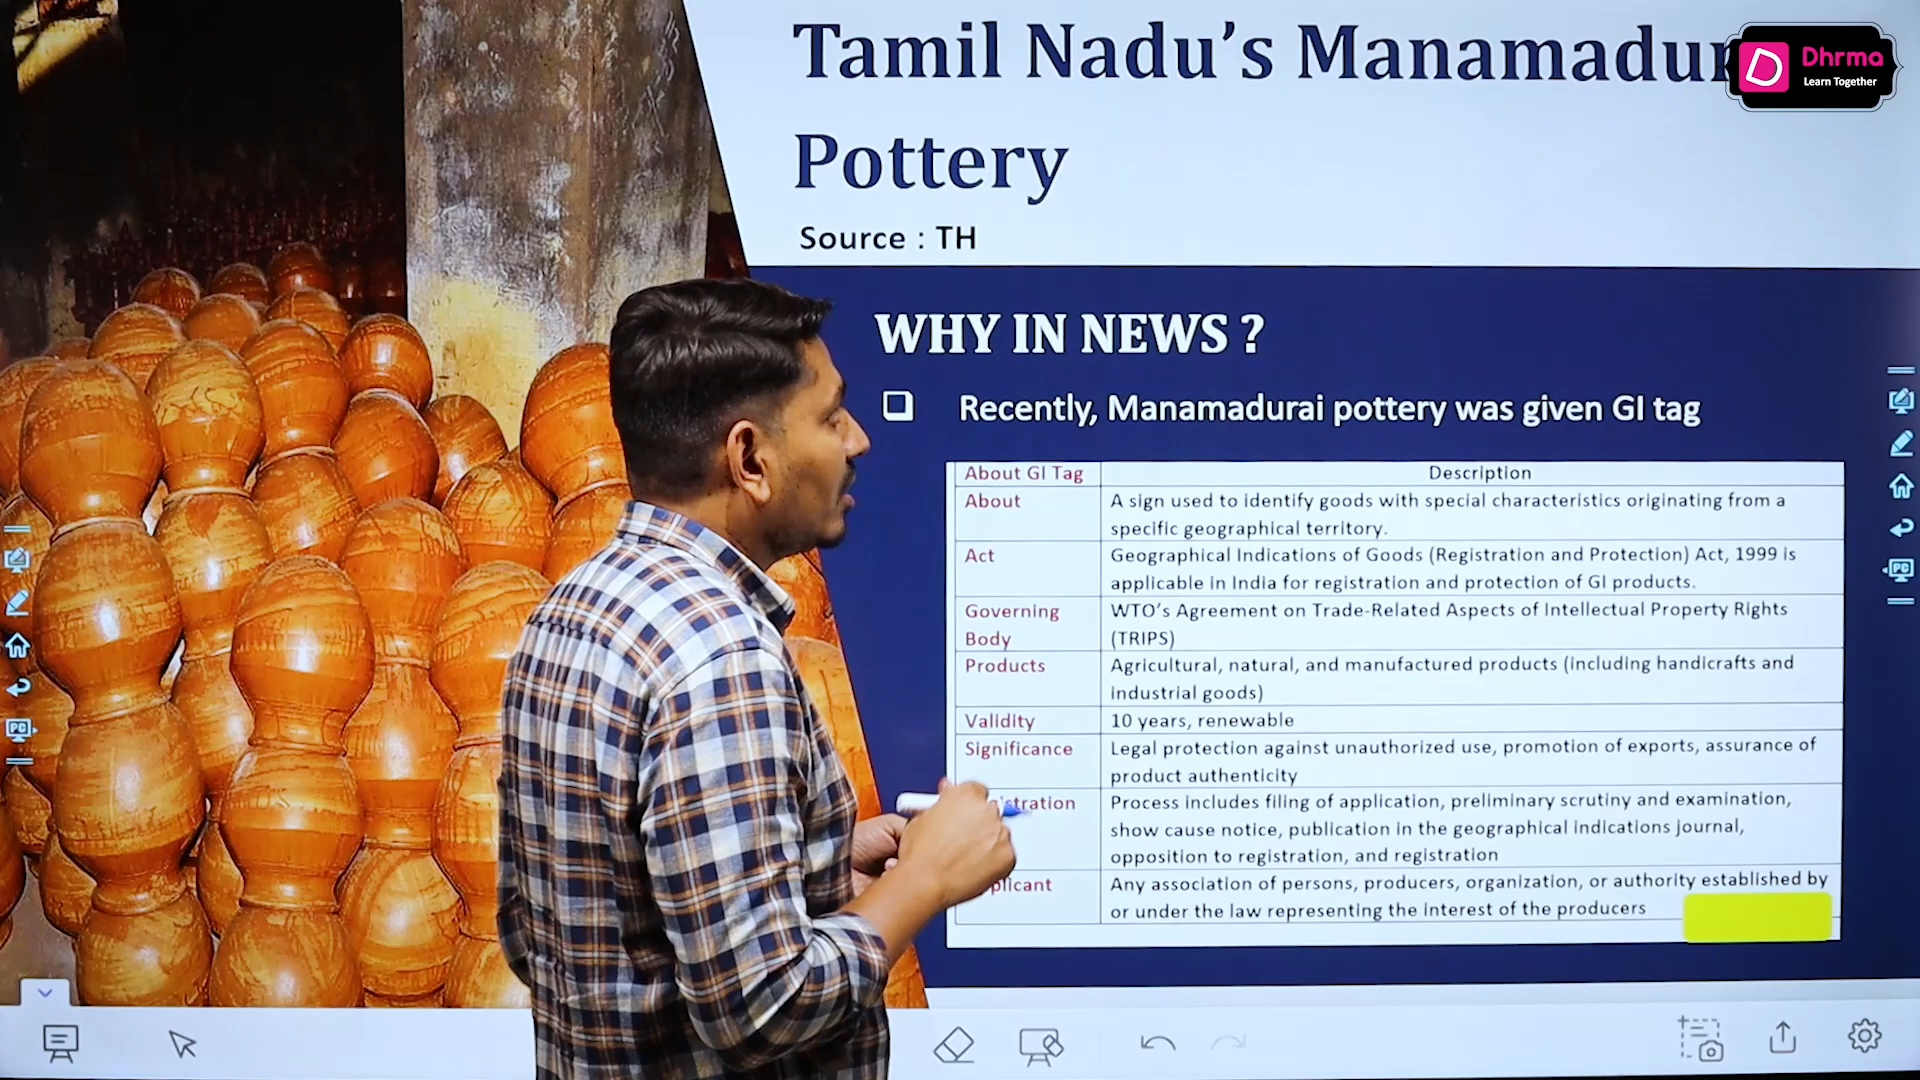 Tamil Nadu's Manamadur
Dhrma
Learn Together
Pottery
Source : TH
WHY IN NEWS ?
Recently, Manamadurai pottery was given GI tag
About GI Tag Description
About A sign used to identify goods with special characteristics originating from a
specific geographical territory.
Act Geographical Indications of Goods (Registration and Protection) Act, 1999 is
applicable in India for registration and protection of GI products.
Governing WTO's Agreement on Trade-Related Aspects of Intellectual Property Rights
Body (TRIPS)
Products Agricultural, natural, and manufactured products (including handicrafts and
industrial goods)
Validity 10 years, renewable
Significance Legal protection against unauthorized use, promotion of exports, assurance of
product authenticity
istration Process includes filing of application, preliminary scrutiny and examination,
show cause notice, publication in the geographical indications journal,
opposition to registration, and registration
plicant Any association of persons, producers, organization, or authority established by
or under the law representing the interest of the producers
PC
PC